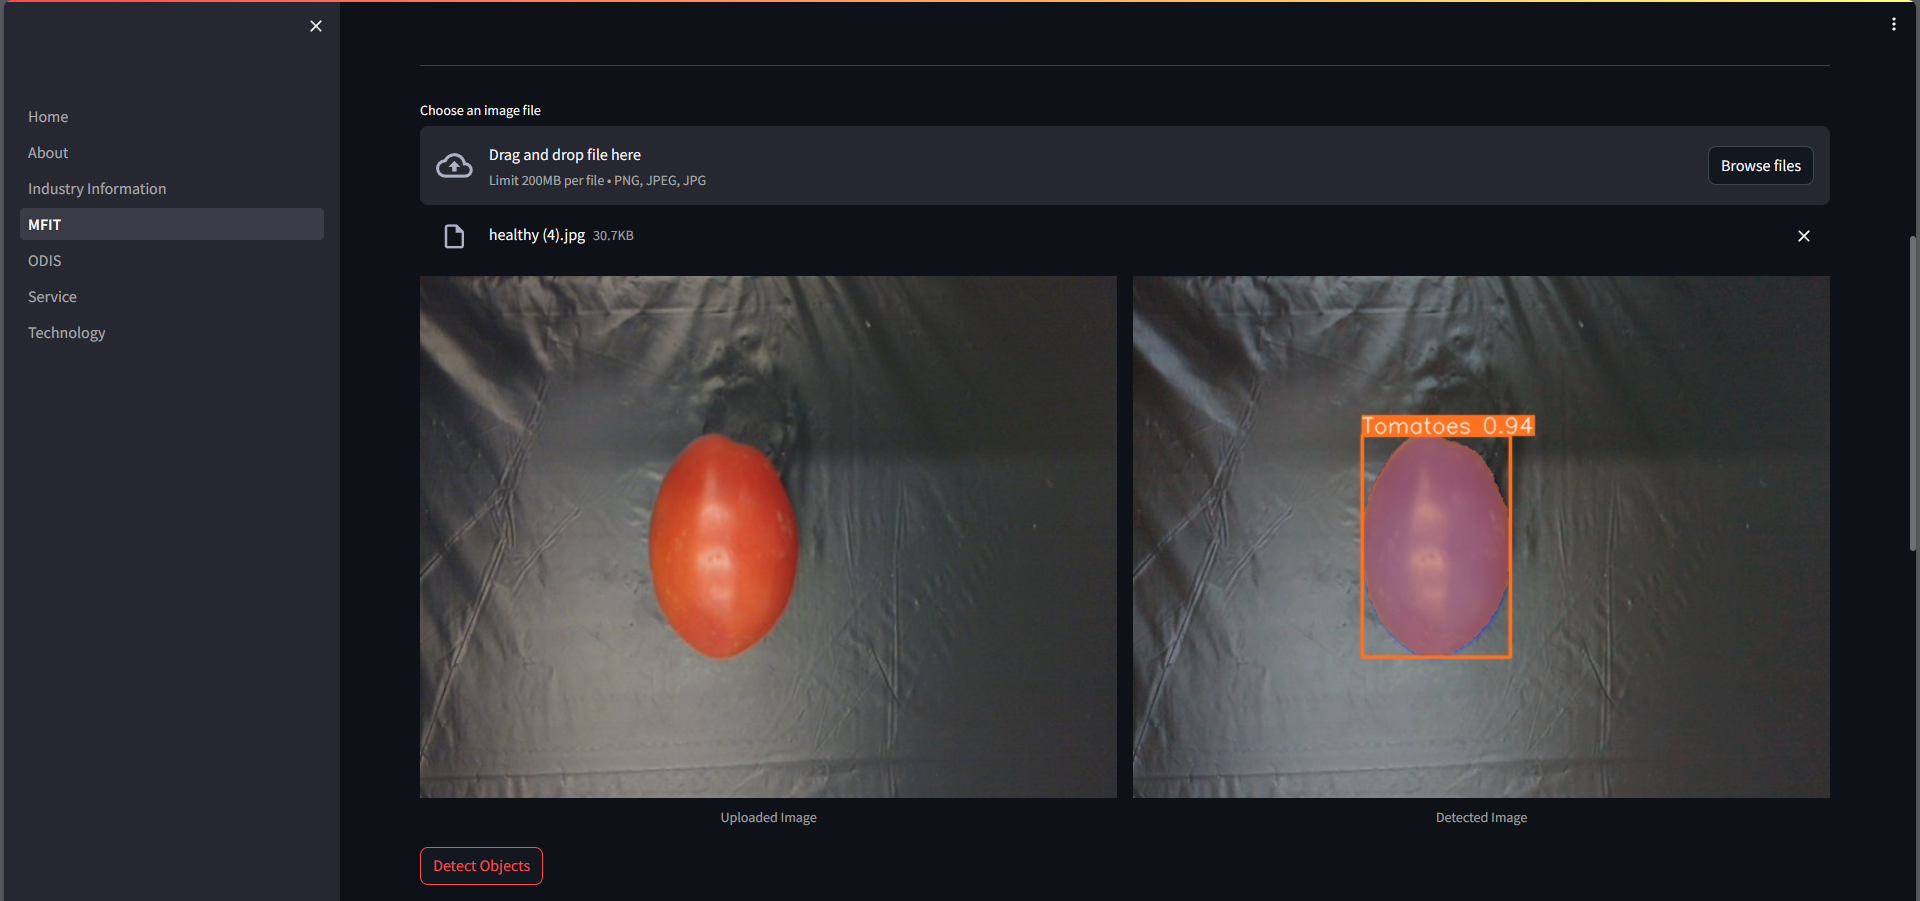 Home
About
Industry Information
MFIT
ODIS
Service
Technology
Choose an image file
Drag and drop file here
Limit 200MB per file • PNG, JPEG, JPG
Browse files
healthy (4).jpg 30.7KB
Tomatoes 0.94
Uploaded Image
Detected Image
Detect Objects